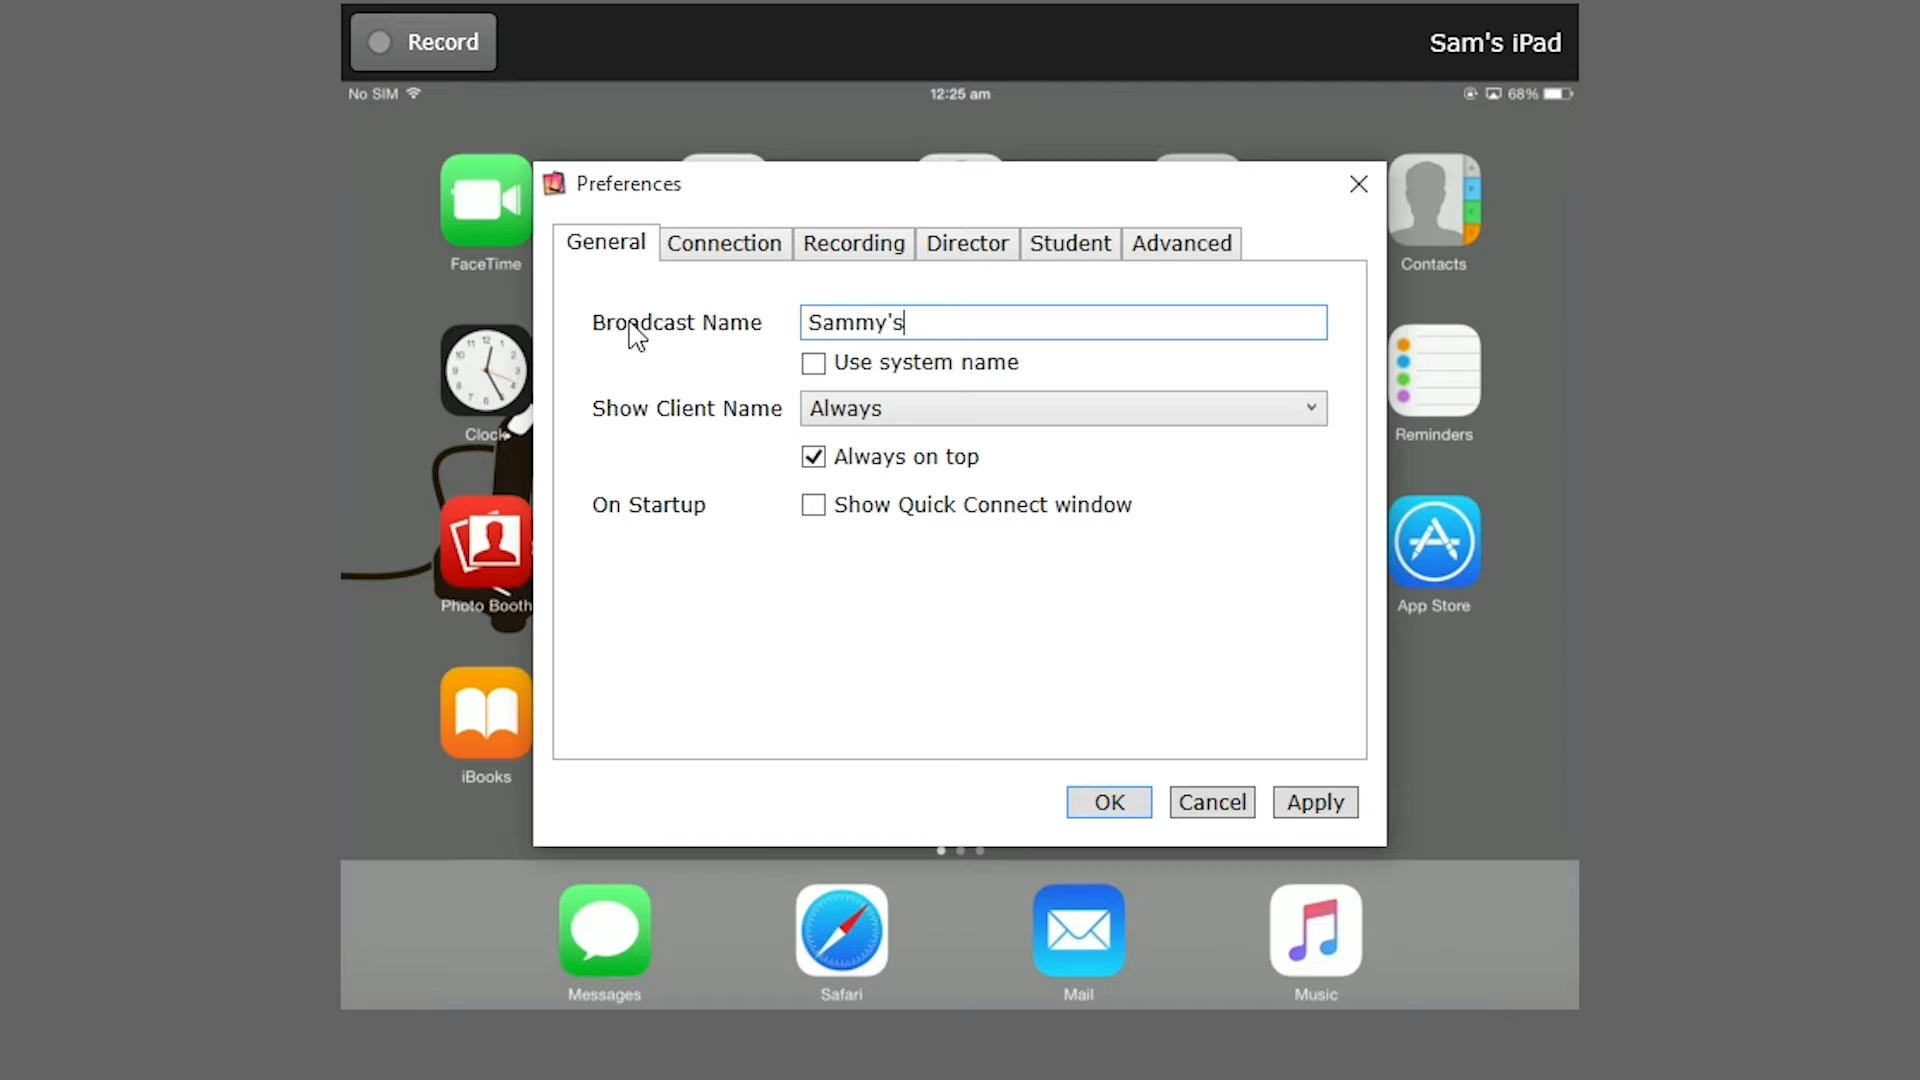 Record
Sam's iPad
No SIM
12:25 am
68%
Preferences
General Connection Recording Director Student Advanced
Broadcast Name Sammy's
Use system name
Show Client Name Always
Always on top
On Startup Show Quick Connect window
OK Cancel Apply
FaceTime
Contacts
Clock
Reminders
Photo Booth
App Store
iBooks
Messages
Safari
Mail
Music